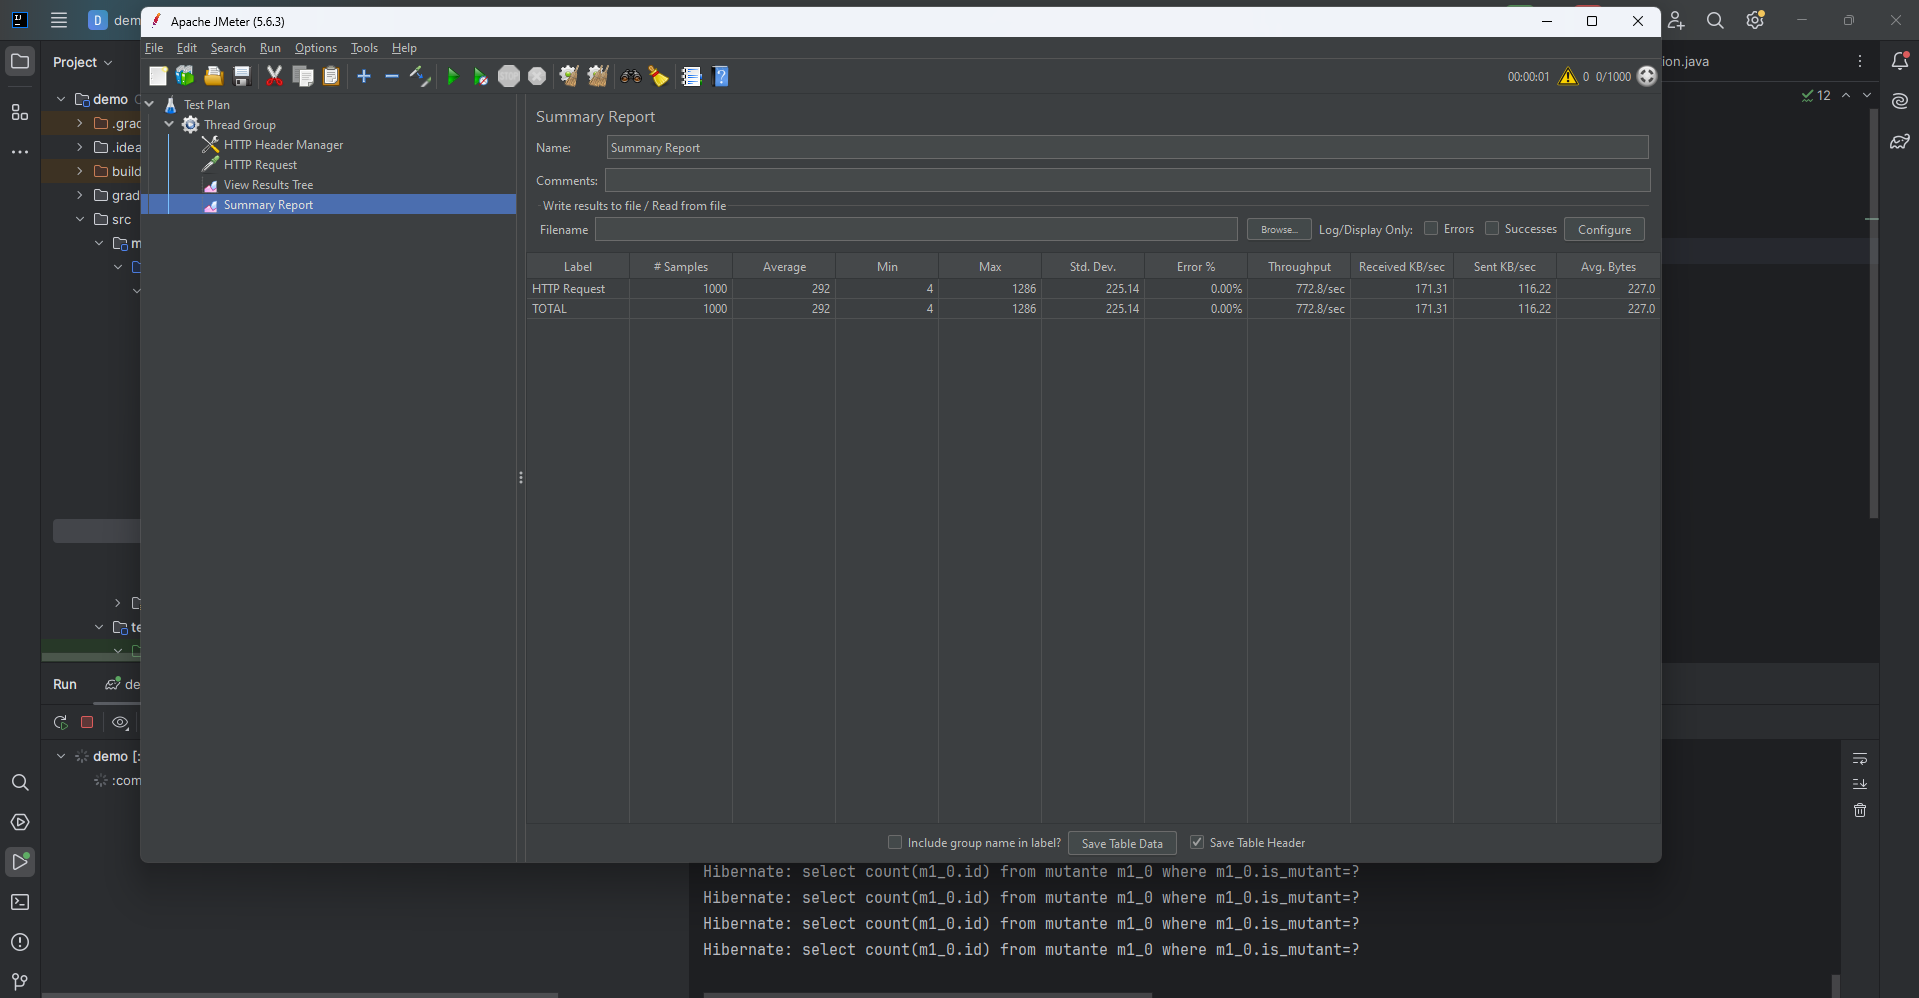 D dem
Apache JMeter (5.6.3)
File Edit Search Run Options Tools Help
00:00:01 0 0/1000
ion.java
Project
12
demo
.grad
.idea
build
grad
src
m
te
Test Plan
Thread Group
HTTP Header Manager
HTTP Request
View Results Tree
Summary Report
Summary Report
Name: Summary Report
Comments:
Write results to file / Read from file
Filename Browse... Log/Display Only: Errors Successes Configure
Label # Samples Average Min Max Std. Dev. Error % Throughput Received KB/sec Sent KB/sec Avg. Bytes
HTTP Request 1000 292 4 1286 225.14 0.00% 772.8/sec 171.31 116.22 227.0
TOTAL 1000 292 4 1286 225.14 0.00% 772.8/sec 171.31 116.22 227.0
Include group name in label? Save Table Data Save Table Header
Run de
demo [:
:com
Hibernate: select count(m1_0.id) from mutante m1_0 where m1_0.is_mutant=?
Hibernate: select count(m1_0.id) from mutante m1_0 where m1_0.is_mutant=?
Hibernate: select count(m1_0.id) from mutante m1_0 where m1_0.is_mutant=?
Hibernate: select count(m1_0.id) from mutante m1_0 where m1_0.is_mutant=?